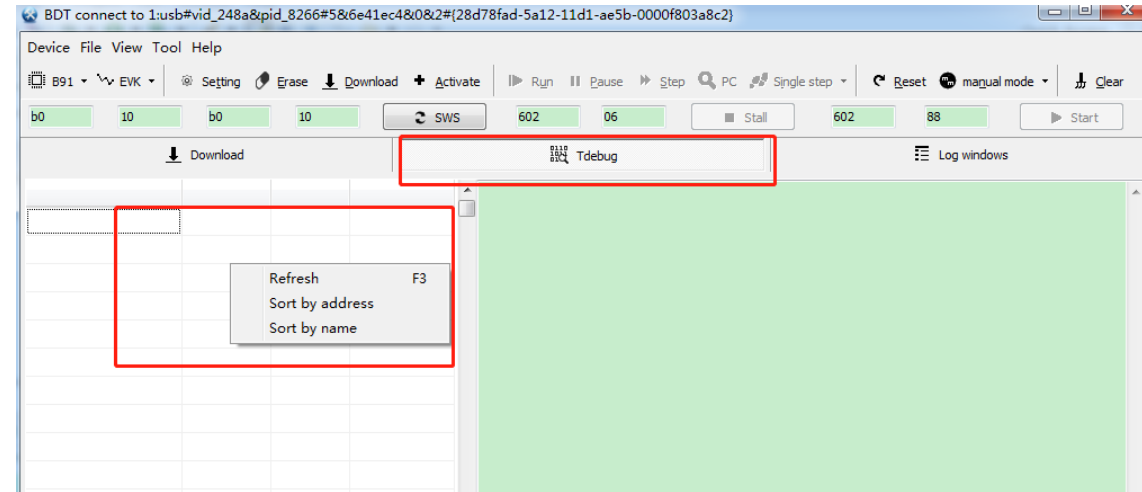 BDT connect to 1:usb#vid_248a&pid_8266#5&6e41ec4&0&2#{28d78fad-5a12-11d1-ae5b-0000f803a8c2}
Device File View Tool Help
B91 EVK Setting Erase Download Activate Run Pause Step PC Single step Reset manual mode Clear
b0 10 b0 10 SWS 602 06 Stall 602 88 Start
Download Tdebug Log windows
Refresh F3
Sort by address
Sort by name